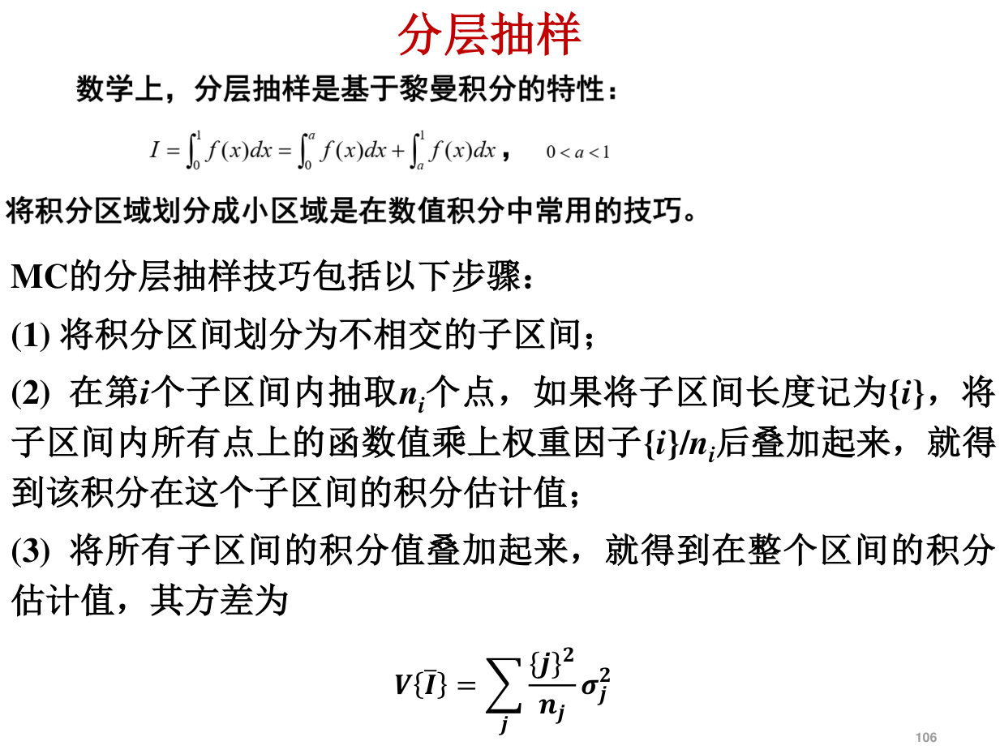 分层抽样
数学上，分层抽样是基于黎曼积分的特性：
$I = \int_0^1 f(x)dx = \int_0^a f(x)dx + \int_a^1 f(x)dx$， $0 < a < 1$
将积分区域划分成小区域是在数值积分中常用的技巧。
MC的分层抽样技巧包括以下步骤：
(1) 将积分区间划分为不相交的子区间；
(2) 在第$i$个子区间内抽取$n_i$个点，如果将子区间长度记为{$i$}，将
子区间内所有点上的函数值乘上权重因子{$i$}/$n_i$后叠加起来，就得
到该积分在这个子区间的积分估计值；
(3) 将所有子区间的积分值叠加起来，就得到在整个区间的积分
估计值，其方差为
$V\{\bar{I}\} = \sum_j \frac{\{j\}^2}{n_j} \sigma_j^2$
106